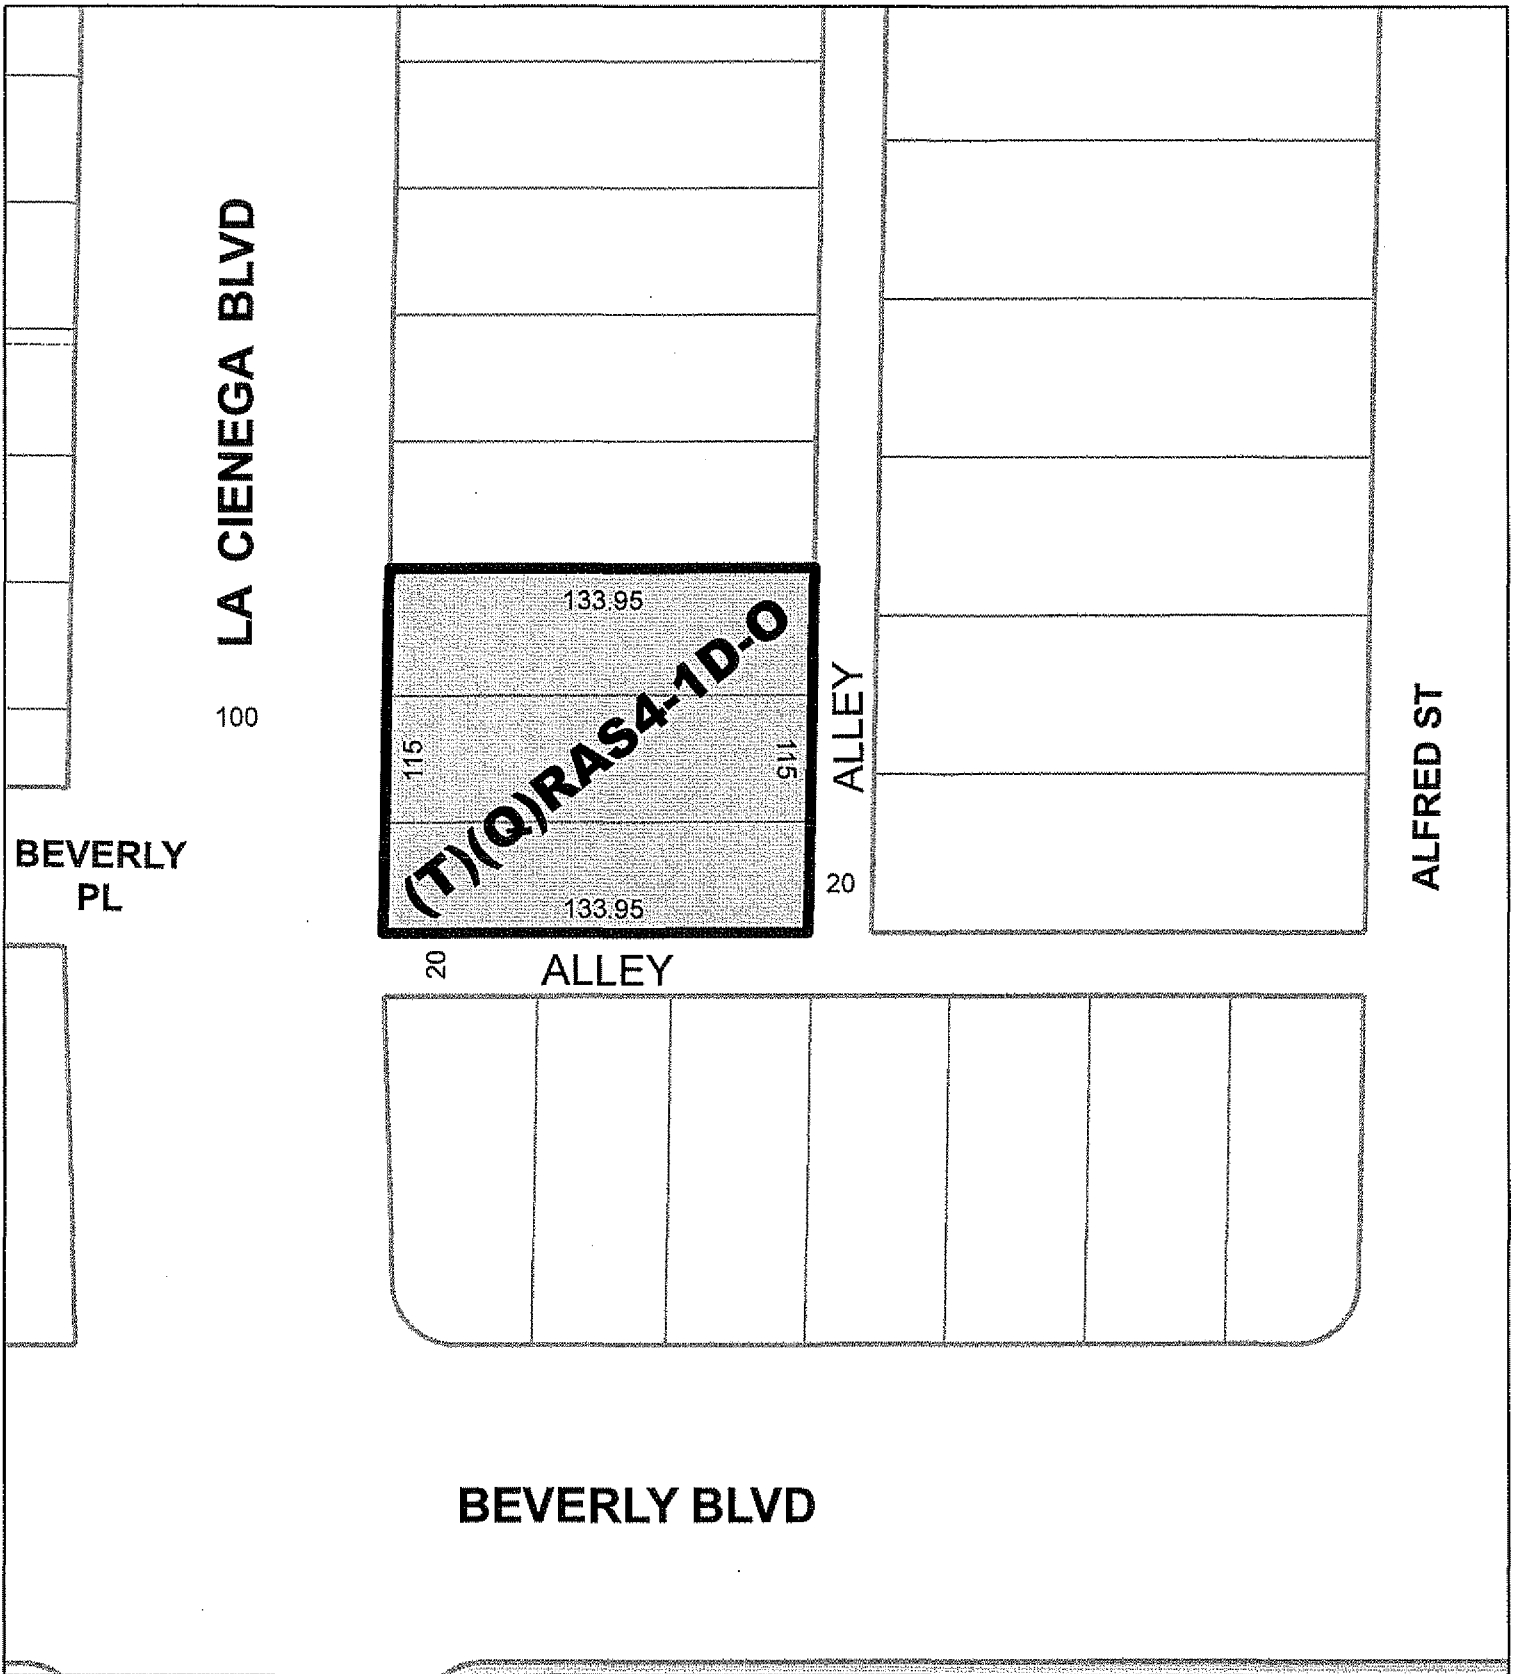 LA CIENEGA BLVD
100
133.95
(T)(Q)RAS4-1D-O
115
115
133.95
ALLEY
20
ALFRED ST
BEVERLY
PL
20
ALLEY
BEVERLY BLVD